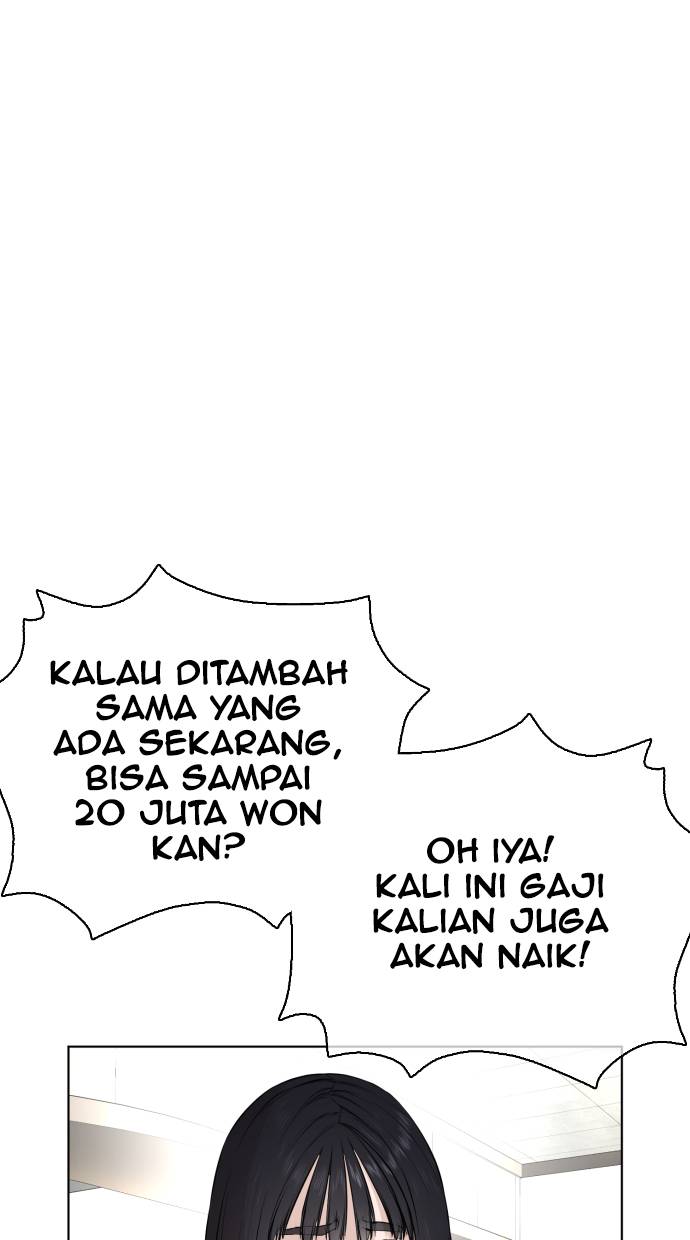 KALAU DITAMBAH
SAMA YANG
ADA SEKARANG,
BISA SAMPAI
20 JUTA WON
KAN?
OH IYA!
KALI INI GAJI
KALIAN JUGA
AKAN NAIK!